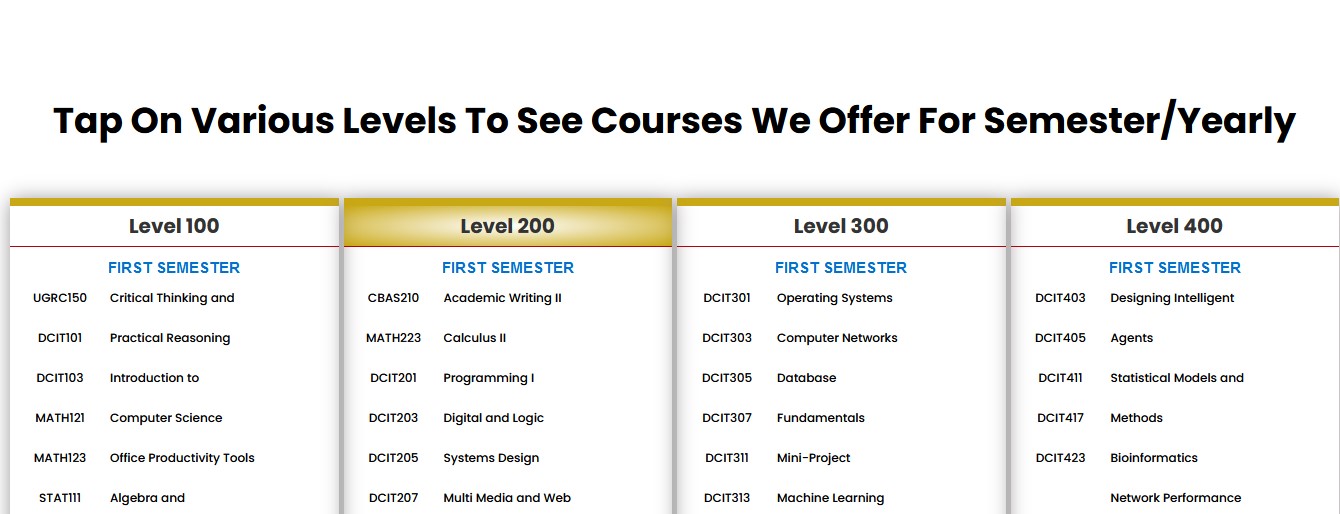 Tap On Various Levels To See Courses We Offer For Semester/Yearly
Level 100
FIRST SEMESTER
UGRC150 Critical Thinking and
DCIT101 Practical Reasoning
DCIT103 Introduction to
MATH121 Computer Science
MATH123 Office Productivity Tools
STAT111 Algebra and
Level 200
FIRST SEMESTER
CBAS210 Academic Writing II
MATH223 Calculus II
DCIT201 Programming I
DCIT203 Digital and Logic
DCIT205 Systems Design
DCIT207 Multi Media and Web
Level 300
FIRST SEMESTER
DCIT301 Operating Systems
DCIT303 Computer Networks
DCIT305 Database
DCIT307 Fundamentals
DCIT311 Mini-Project
DCIT313 Machine Learning
Level 400
FIRST SEMESTER
DCIT403 Designing Intelligent
DCIT405 Agents
DCIT411 Statistical Models and
DCIT417 Methods
DCIT423 Bioinformatics
Network Performance